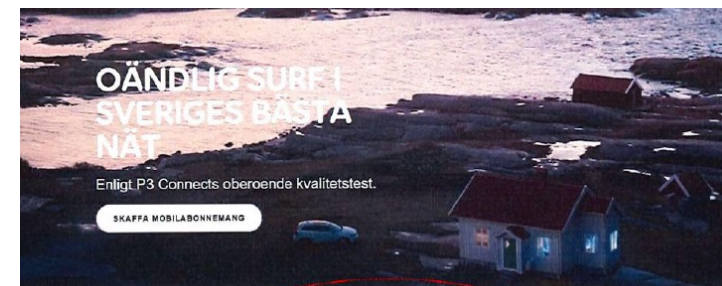 OÄNDLIG SURF I
SVERIGES BÄSTA
NÄT
Enligt P3 Connects oberoende kvalitetstest.
SKAFFA MOBILABONNEMANG